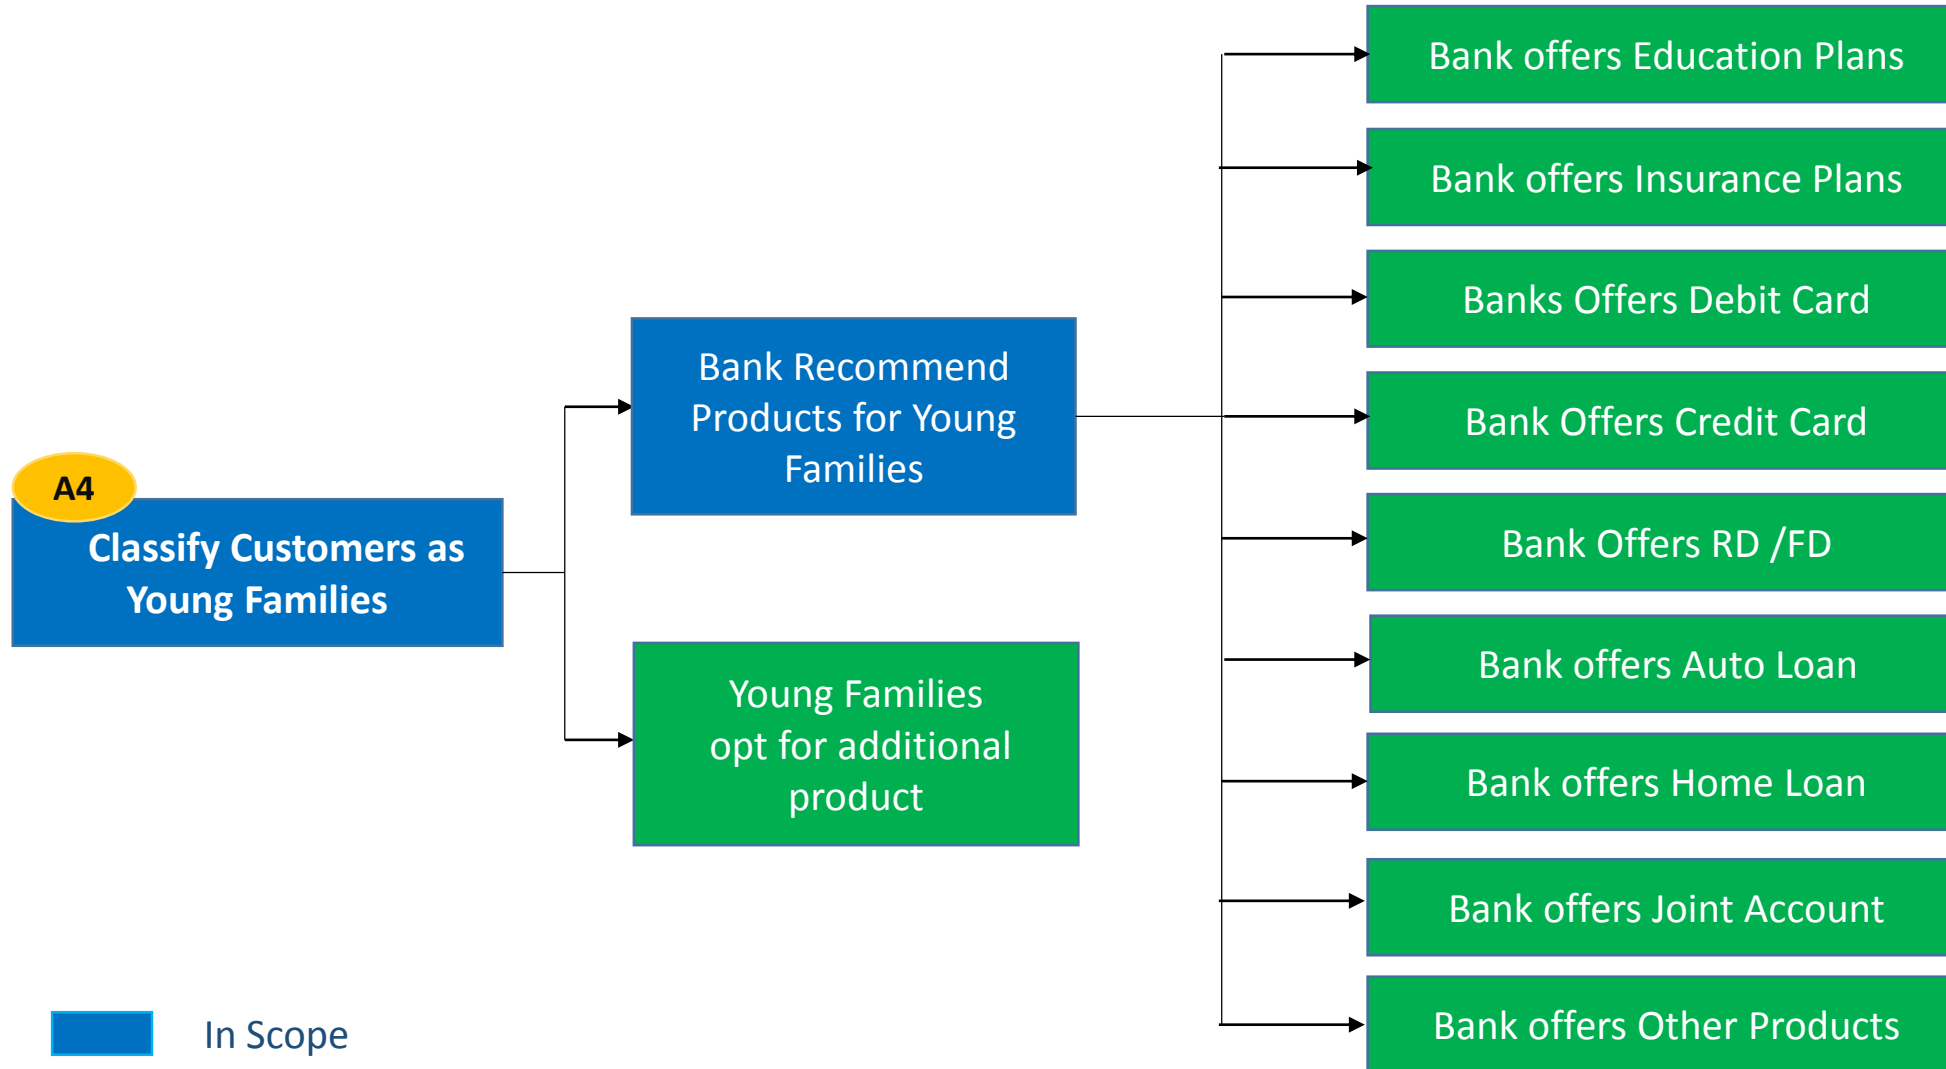 A4
Classify Customers as
Young Families
Bank Recommend
Products for Young
Families
Young Families
opt for additional
product
Bank offers Education Plans
Bank offers Insurance Plans
Banks Offers Debit Card
Bank Offers Credit Card
Bank Offers RD /FD
Bank offers Auto Loan
Bank offers Home Loan
Bank offers Joint Account
Bank offers Other Products
In Scope